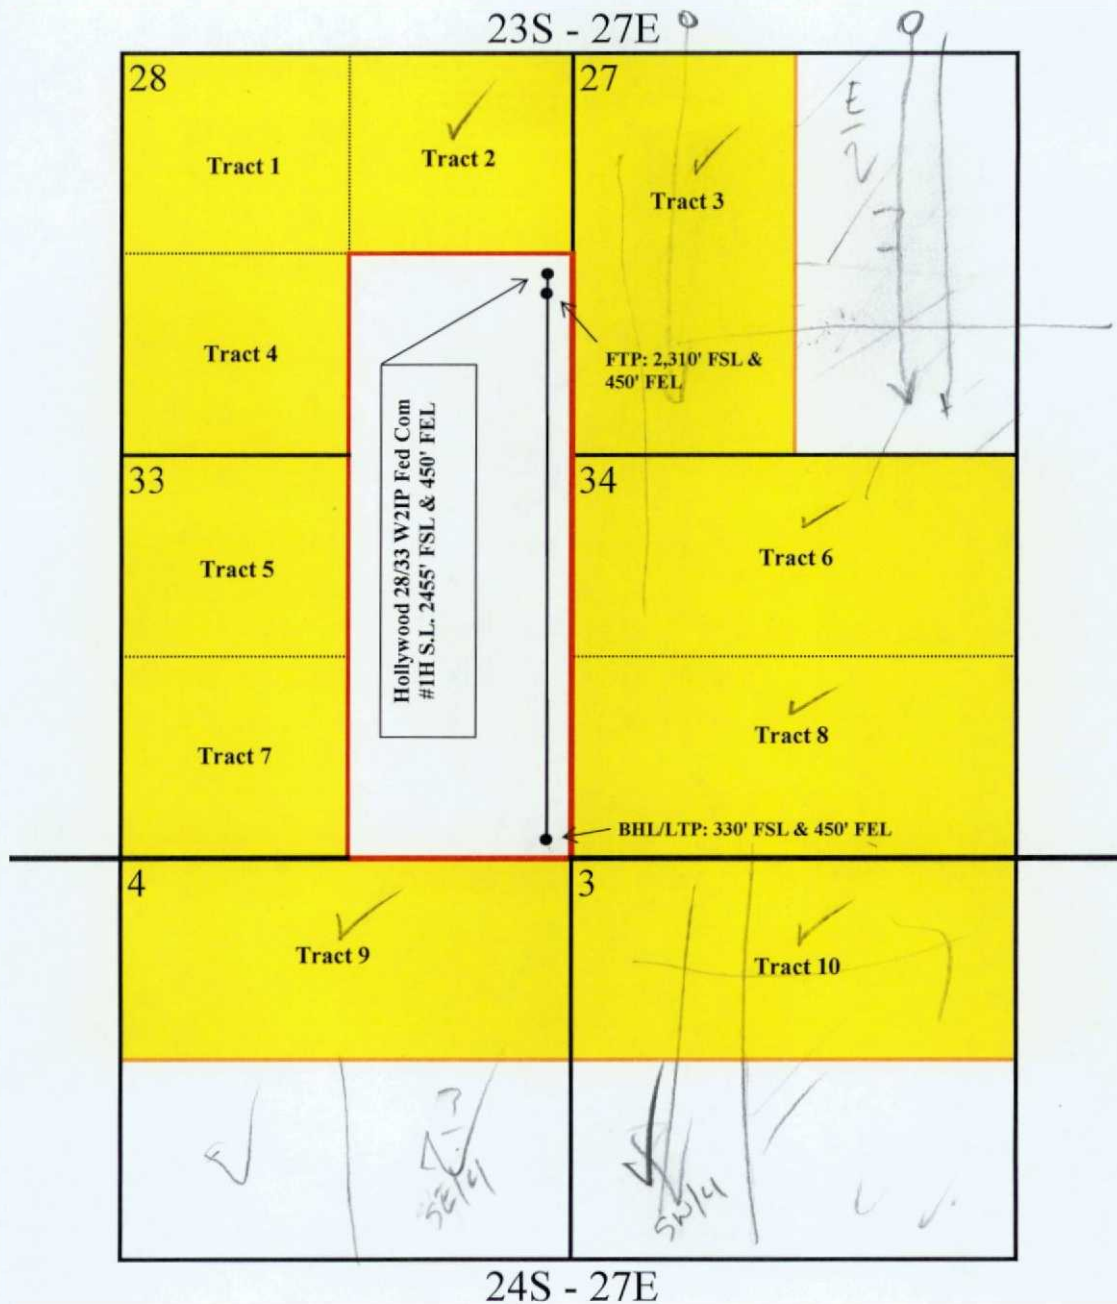 23S - 27E
28
27
Tract 1
Tract 2
Tract 3
E
2
Tract 4
FTP: 2,310' FSL &
450' FEL
Hollywood 28/33 W2IP Fed Com
#1H S.L. 2455' FSL & 450' FEL
33
34
Tract 5
Tract 6
Tract 7
Tract 8
BHL/LTP: 330' FSL & 450' FEL
4
3
Tract 9
Tract 10
?
SE/4
SW/4
24S - 27E